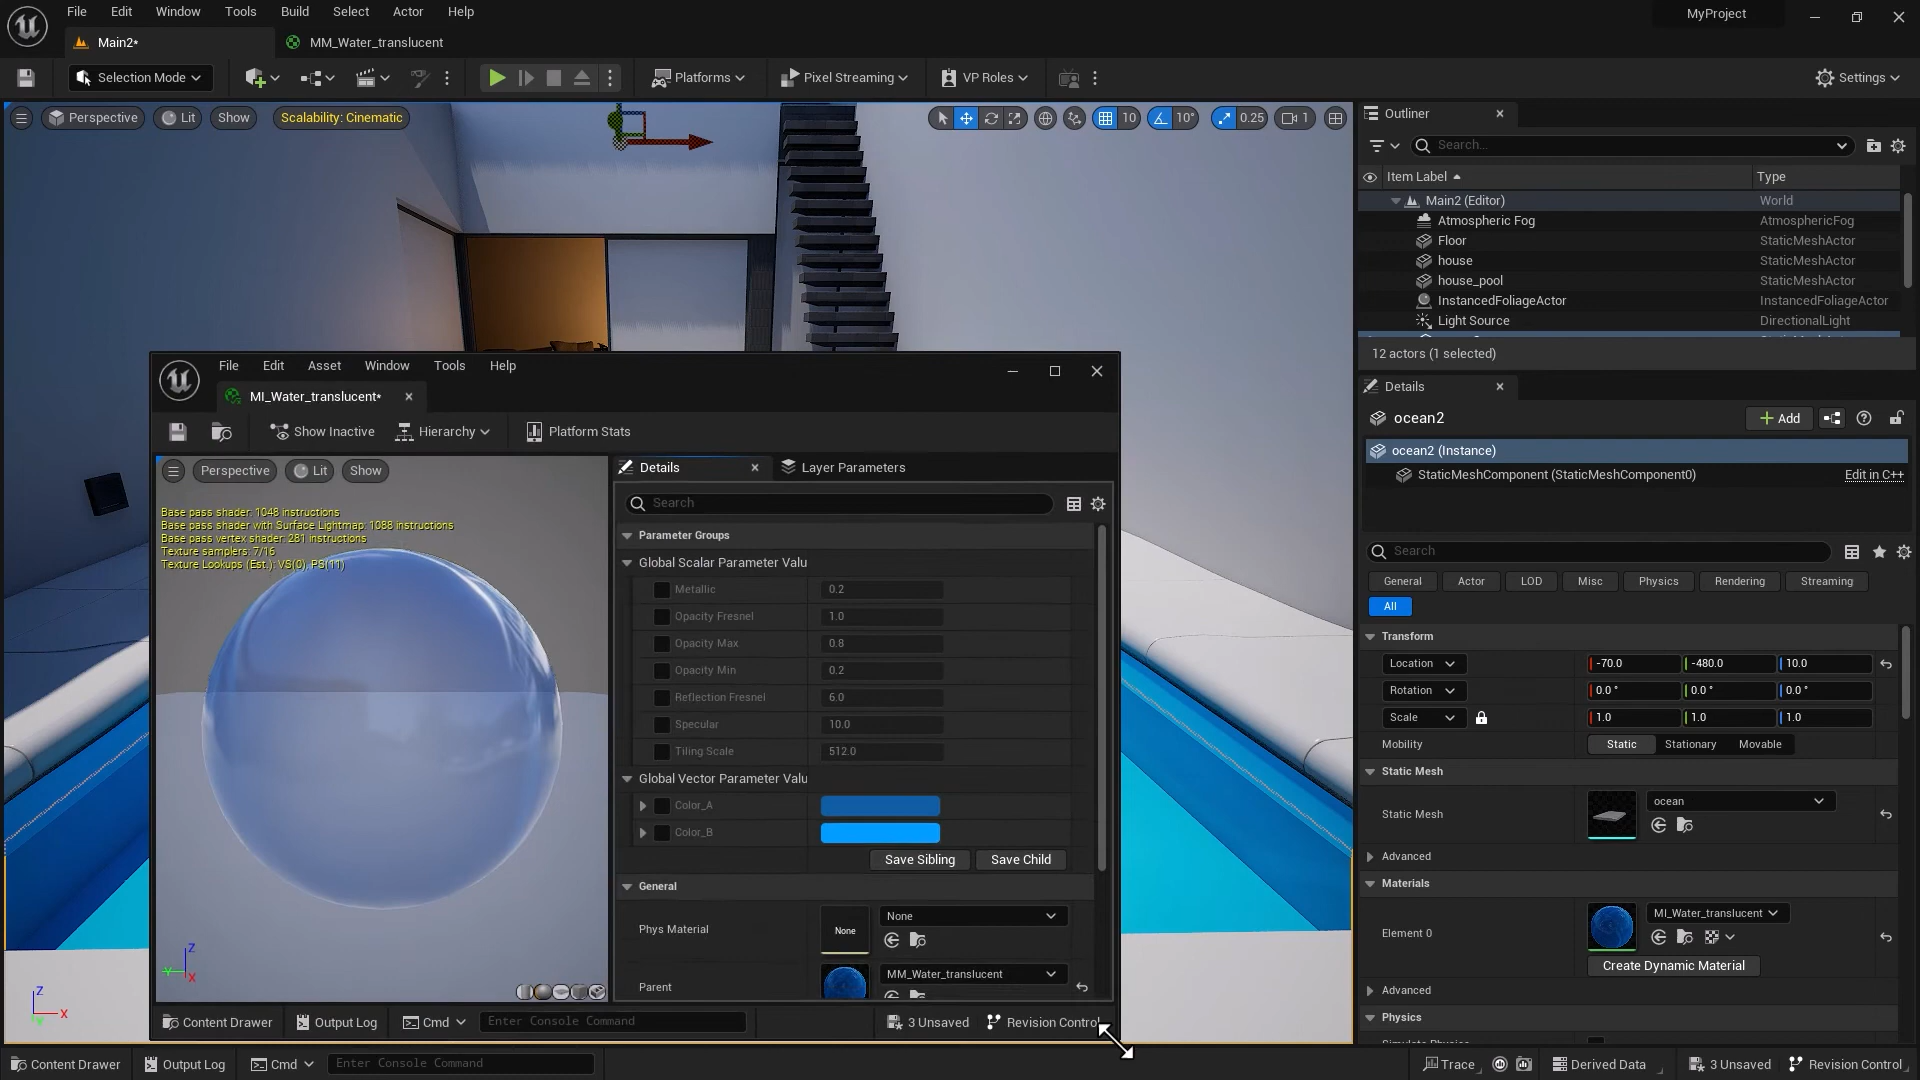 File Edit Window Tools Build Select Actor Help
MyProject
Main2*
MM_Water_translucent
Selection Mode
Platforms
Pixel Streaming
VP Roles
Settings
Perspective
Lit
Show
Scalability: Cinematic
10
10°
0.25
1
Outliner
Search...
Item Label
Type
Main2 (Editor)
World
Atmospheric Fog
AtmosphericFog
Floor
StaticMeshActor
house
StaticMeshActor
house_pool
StaticMeshActor
InstancedFoliageActor
InstancedFoliageActor
Light Source
DirectionalLight
12 actors (1 selected)
Details
ocean2
Add
ocean2 (Instance)
StaticMeshComponent (StaticMeshComponent0)
Edit in C++
Search
General
Actor
LOD
Misc
Physics
Rendering
Streaming
All
Transform
Location
-70.0
-480.0
10.0
Rotation
0.0 °
0.0 °
0.0 °
Scale
1.0
1.0
1.0
Mobility
Static
Stationary
Movable
Static Mesh
Static Mesh
ocean
Advanced
Materials
Element 0
MI_Water_translucent
Create Dynamic Material
Advanced
Physics
File Edit Asset Window Tools Help
MI_Water_translucent*
Show Inactive
Hierarchy
Platform Stats
Perspective
Lit
Show
Base pass shader: 1048 instructions
Base pass shader with Surface Lightmap: 1088 instructions
Base pass vertex shader: 281 instructions
Texture samplers: 7/16
Texture Lookups (Est.): VS(0), PS(11)
Details
Layer Parameters
Search
Parameter Groups
Global Scalar Parameter Valu
Metallic
0.2
Opacity Fresnel
1.0
Opacity Max
0.8
Opacity Min
0.2
Reflection Fresnel
6.0
Specular
10.0
Tiling Scale
512.0
Global Vector Parameter Valu
Color_A
Color_B
Save Sibling
Save Child
General
Phys Material
None
None
Parent
MM_Water_translucent
Z
Y
X
Content Drawer
Output Log
Cmd
Enter Console Command
3 Unsaved
Revision Control
Z
Y
X
Content Drawer
Output Log
Cmd
Enter Console Command
Trace
Derived Data
3 Unsaved
Revision Control